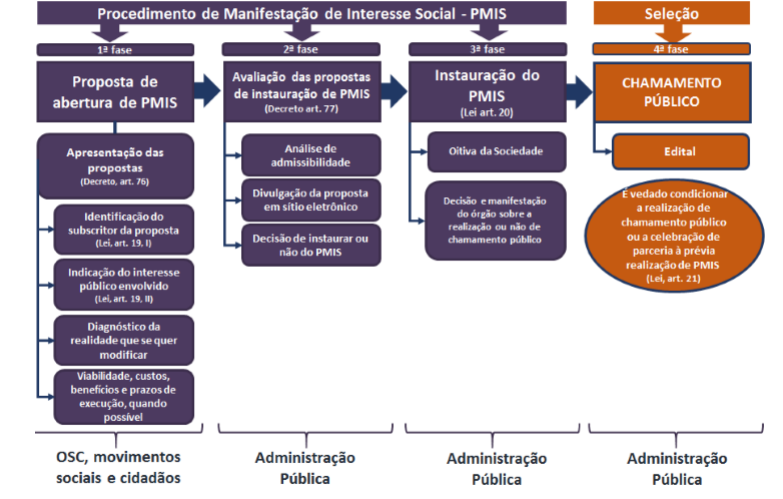 Procedimento de Manifestação de Interesse Social - PMIS
Seleção
1ª fase
2ª fase
3ª fase
4ª fase
Proposta de
abertura de PMIS
Avaliação das propostas
de instauração de PMIS
(Decreto art. 77)
Instauração do
PMIS
(Lei art. 20)
CHAMAMENTO
PÚBLICO
Apresentação das
propostas
(Decreto, art. 76)
Identificação do
subscritor da proposta
(Lei, art. 19, I)
Indicação do interesse
público envolvido
(Lei, art. 19, II)
Diagnóstico da
realidade que se quer
modificar
Viabilidade, custos,
benefícios e prazos de
execução, quando
possível
Análise de
admissibilidade
Divulgação da proposta
em sítio eletrônico
Decisão de instaurar ou
não do PMIS
Oitiva da Sociedade
Decisão e manifestação
do órgão sobre a
realização ou não de
chamamento público
Edital
É vedado condicionar
a realização de
chamamento público
ou a celebração de
parceria à prévia
realização de PMIS
(Lei, art. 21)
OSC, movimentos
sociais e cidadãos
Administração
Pública
Administração
Pública
Administração
Pública